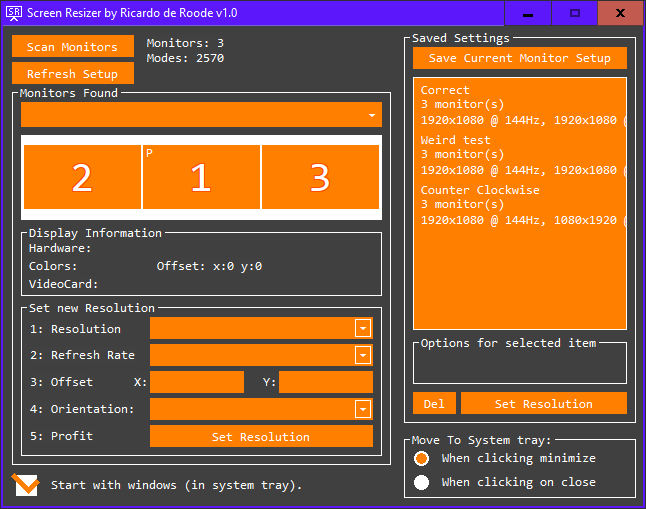 SR Screen Resizer by Ricardo de Roode v1.0
X
Scan Monitors
Refresh Setup
Monitors: 3
Modes: 2570
Monitors Found
2
P
1
3
Display Information
Hardware:
Colors: Offset: x:0 y:0
VideoCard:
Set new Resolution
1: Resolution
2: Refresh Rate
3: Offset X: Y:
4: Orientation:
5: Profit Set Resolution
Start with windows (in system tray).
Saved Settings
Save Current Monitor Setup
Correct
3 monitor(s)
1920x1080 @ 144Hz, 1920x1080 @
Weird test
3 monitor(s)
1920x1080 @ 144Hz, 1920x1080 @
Counter Clockwise
3 monitor(s)
1920x1080 @ 144Hz, 1080x1920 @
Options for selected item
Del Set Resolution
Move To System tray:
When clicking minimize
When clicking on close